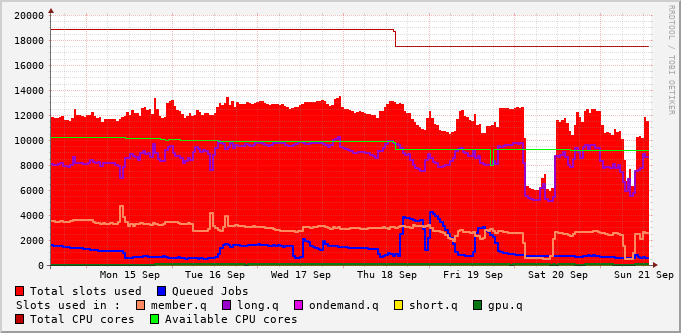 20000
18000
16000
14000
12000
10000
8000
6000
4000
2000
0
Mon 15 Sep Tue 16 Sep Wed 17 Sep Thu 18 Sep Fri 19 Sep Sat 20 Sep Sun 21 Sep
Total slots used Queued Jobs
Slots used in : member.q long.q ondemand.q short.q gpu.q
Total CPU cores Available CPU cores
RRDTOOL / TOBI OETIKER